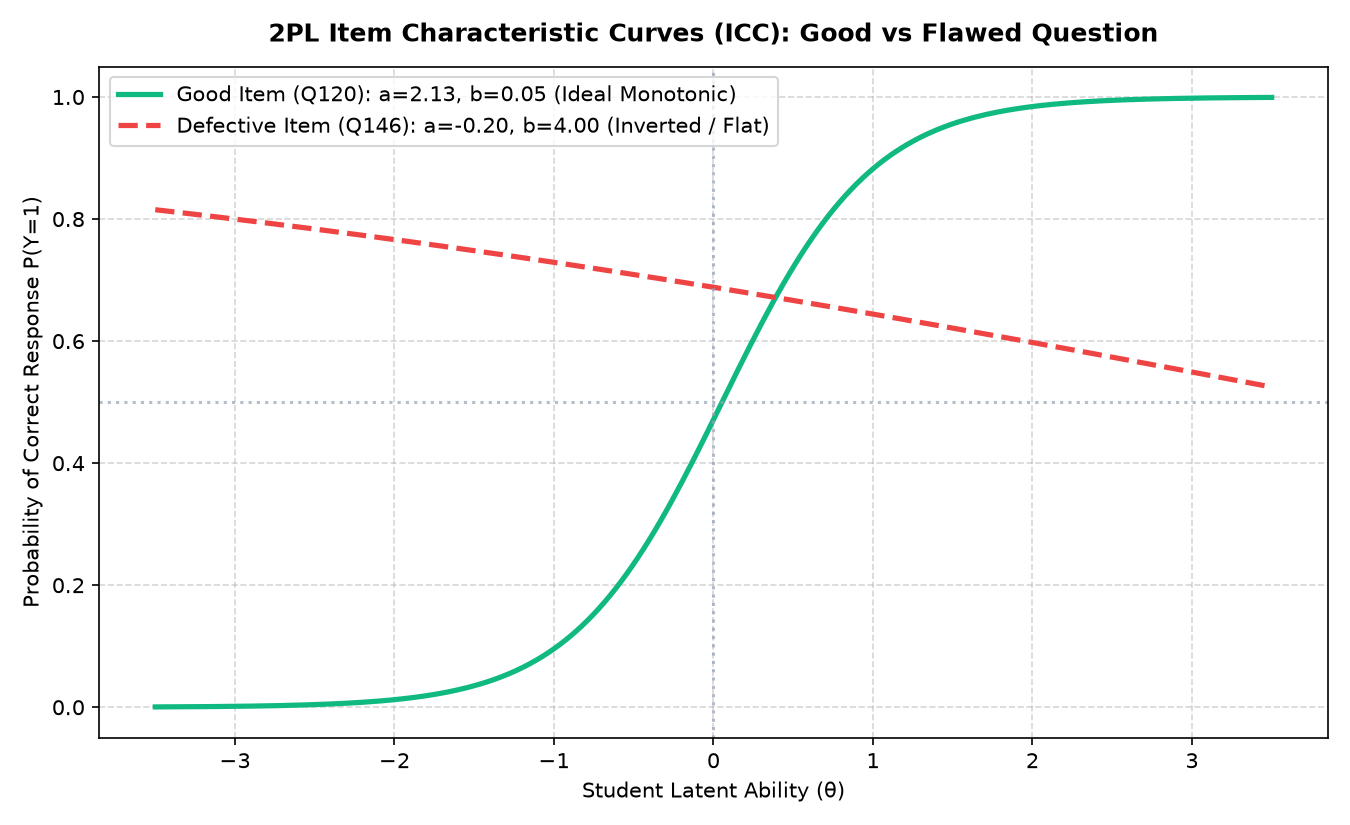 2PL Item Characteristic Curves (ICC): Good vs Flawed Question
Good Item (Q120): a=2.13, b=0.05 (Ideal Monotonic)
Defective Item (Q146): a=-0.20, b=4.00 (Inverted / Flat)
Probability of Correct Response P(Y=1)
1.0
0.8
0.6
0.4
0.2
0.0
−3 −2 −1 0 1 2 3
Student Latent Ability (θ)